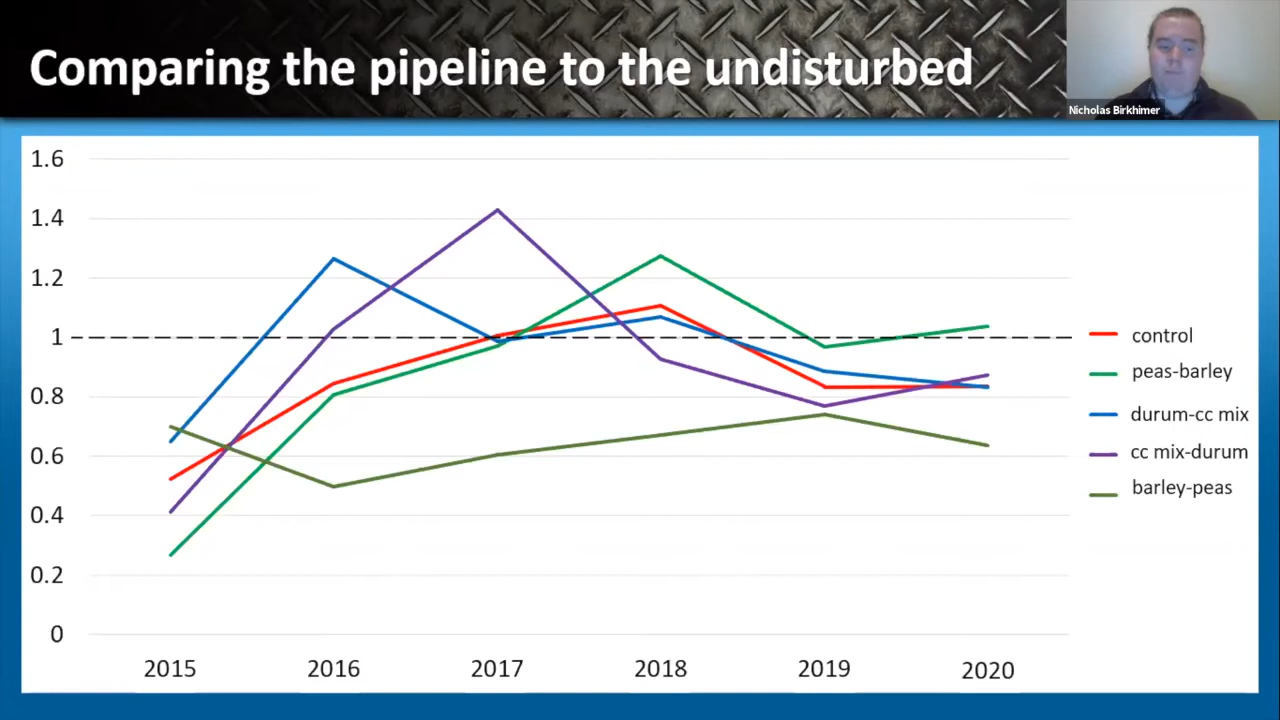 Comparing the pipeline to the undisturbed
Nicholas Birkhimer
1.6
1.4
1.2
1
0.8
0.6
0.4
0.2
0
2015 2016 2017 2018 2019 2020
control
peas-barley
durum-cc mix
cc mix-durum
barley-peas